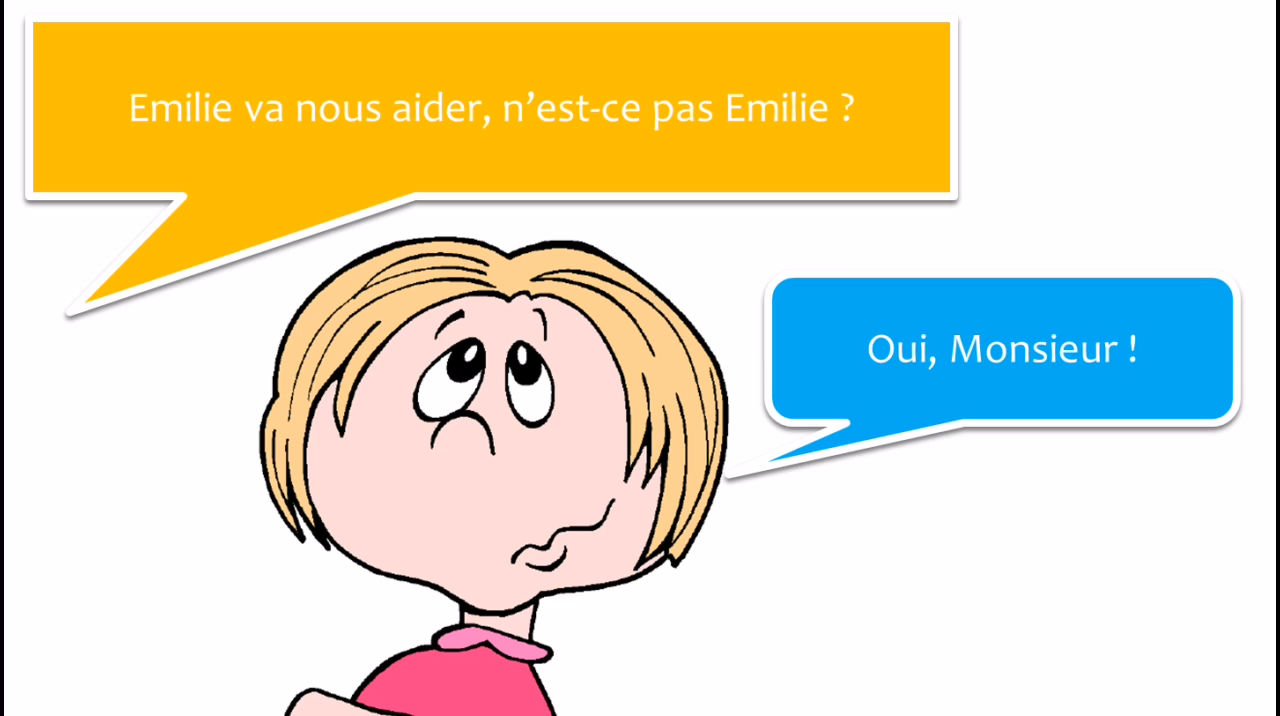 Emilie va nous aider, n’est-ce pas Emilie ?
Oui, Monsieur !